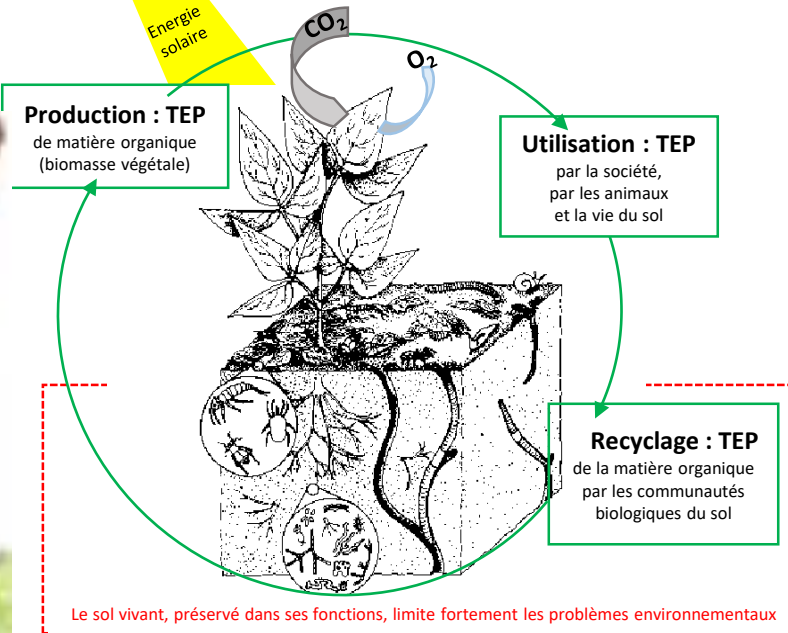 Energie
solaire
CO₂
O₂
Production : TEP
de matière organique
(biomasse végétale)
Utilisation : TEP
par la société,
par les animaux
et la vie du sol
Recyclage : TEP
de la matière organique
par les communautés
biologiques du sol
Le sol vivant, préservé dans ses fonctions, limite fortement les problèmes environnementaux